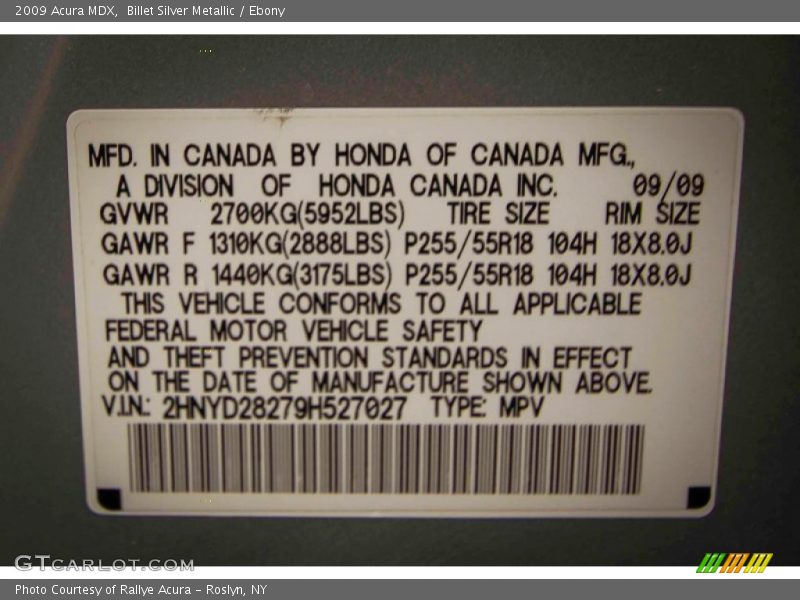 2009 Acura MDX,  Billet Silver Metallic / Ebony
MFD. IN CANADA BY HONDA OF CANADA MFG.,
A DIVISION OF HONDA CANADA INC. 09/09
GVWR 2700KG(5952LBS) TIRE SIZE RIM SIZE
GAWR F 1310KG(2888LBS) P255/55R18 104H 18X8.0J
GAWR R 1440KG(3175LBS) P255/55R18 104H 18X8.0J
THIS VEHICLE CONFORMS TO ALL APPLICABLE
FEDERAL MOTOR VEHICLE SAFETY
AND THEFT PREVENTION STANDARDS IN EFFECT
ON THE DATE OF MANUFACTURE SHOWN ABOVE.
V.I.N.: 2HNYD28279H527027 TYPE: MPV
GTCARLOT.COM
Photo Courtesy of Rallye Acura - Roslyn, NY